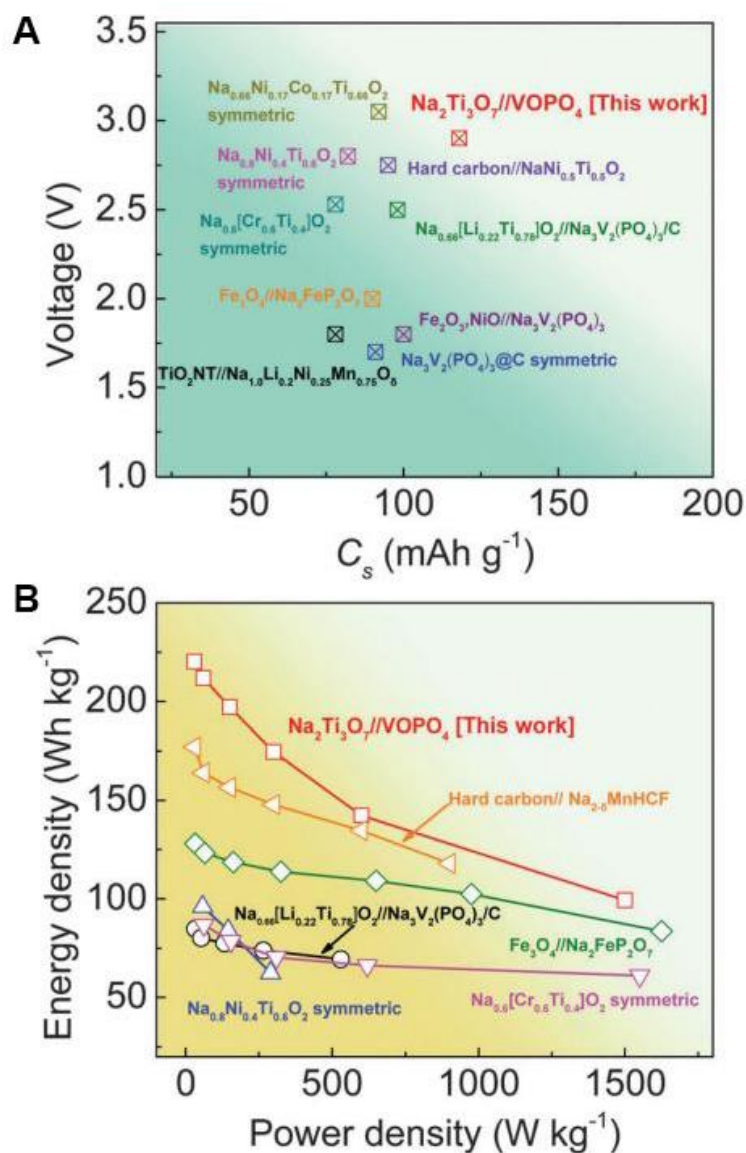 A
3.5
3.0
2.5
2.0
1.5
1.0
Voltage (V)
Na₀.₆₆Ni₀.₁₇Co₀.₁₇Ti₀.₆₆O₂
symmetric
Na₂Ti₃O₇//VOPO₄ [This work]
Na₀.₈Ni₀.₄Ti₀.₆O₂
symmetric
Hard carbon//NaNi₀.₅Ti₀.₅O₂
Na₀.₆[Cr₀.₆Ti₀.₄]O₂
symmetric
Na₀.₆₆[Li₀.₂₂Ti₀.₇₈]O₂//Na₃V₂(PO₄)₃/C
Fe₃O₄//Na₂FeP₂O₇
Fe₂O₃,NiO//Na₃V₂(PO₄)₃
Na₃V₂(PO₄)₃@C symmetric
TiO₂NT//Na₁.₀Li₀.₂Ni₀.₂₅Mn₀.₇₅Oδ
50 100 150 200
Cₛ (mAh g⁻¹)
B
250
200
150
100
50
Energy density (Wh kg⁻¹)
Na₂Ti₃O₇//VOPO₄ [This work]
Hard carbon// Na₂₋δMnHCF
Na₀.₆₆[Li₀.₂₂Ti₀.₇₈]O₂//Na₃V₂(PO₄)₃/C
Fe₃O₄//Na₂FeP₂O₇
Na₀.₈Ni₀.₄Ti₀.₆O₂ symmetric
Na₀.₆[Cr₀.₆Ti₀.₄]O₂ symmetric
0 500 1000 1500
Power density (W kg⁻¹)